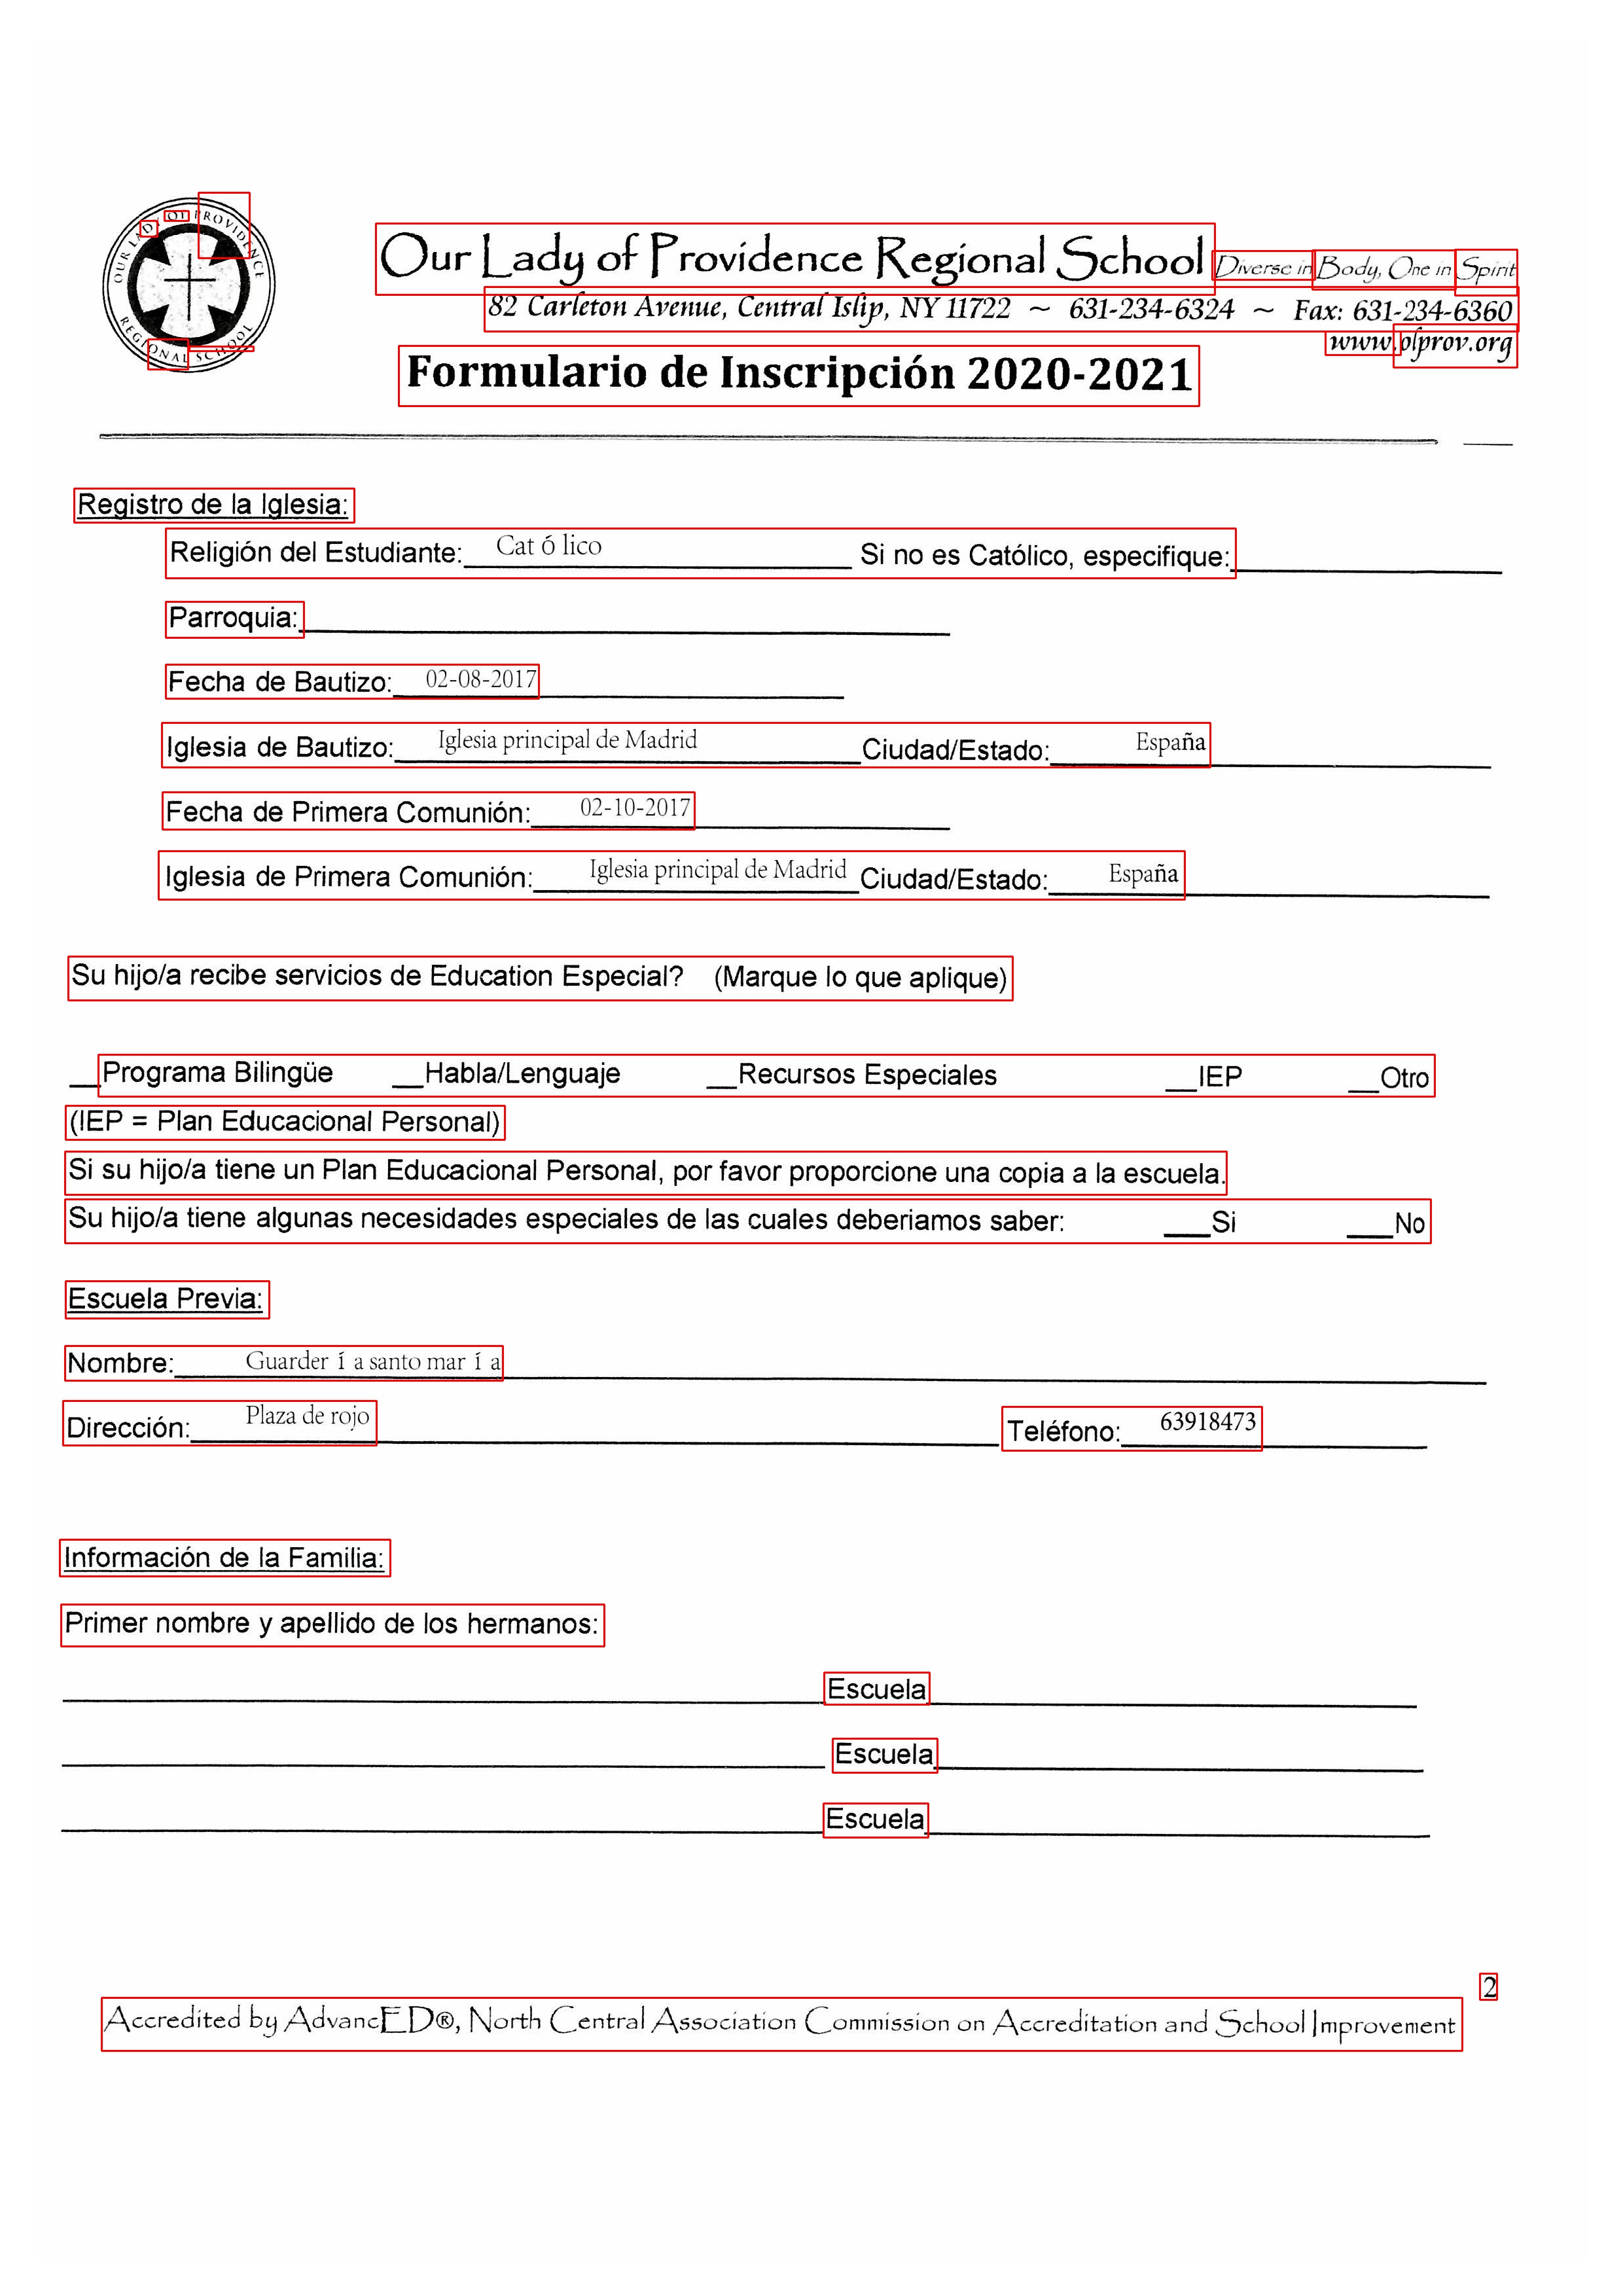 OUR LADY OF PROVIDENCE
REGIONAL SCHOOL
Our Lady of Providence Regional School Diverse in Body, One in Spirit
82 Carleton Avenue, Central Islip, NY 11722 ~ 631-234-6324 ~ Fax: 631-234-6360
www.olprov.org
Formulario de Inscripción 2020-2021
Registro de la Iglesia:
Religión del Estudiante: Cat ó lico Si no es Católico, especifique:
Parroquia:
Fecha de Bautizo: 02-08-2017
Iglesia de Bautizo: Iglesia principal de Madrid Ciudad/Estado: España
Fecha de Primera Comunión: 02-10-2017
Iglesia de Primera Comunión: Iglesia principal de Madrid Ciudad/Estado: España
Su hijo/a recibe servicios de Education Especial? (Marque lo que aplique)
__Programa Bilingüe __Habla/Lenguaje __Recursos Especiales __IEP __Otro
(IEP = Plan Educacional Personal)
Si su hijo/a tiene un Plan Educacional Personal, por favor proporcione una copia a la escuela.
Su hijo/a tiene algunas necesidades especiales de las cuales deberiamos saber: ___Si ___No
Escuela Previa:
Nombre: Guarder í a santo mar í a
Dirección: Plaza de rojo Teléfono: 63918473
Información de la Familia:
Primer nombre y apellido de los hermanos:
Escuela
Escuela
Escuela
2
Accredited by AdvancED®, North Central Association Commission on Accreditation and School Improvement